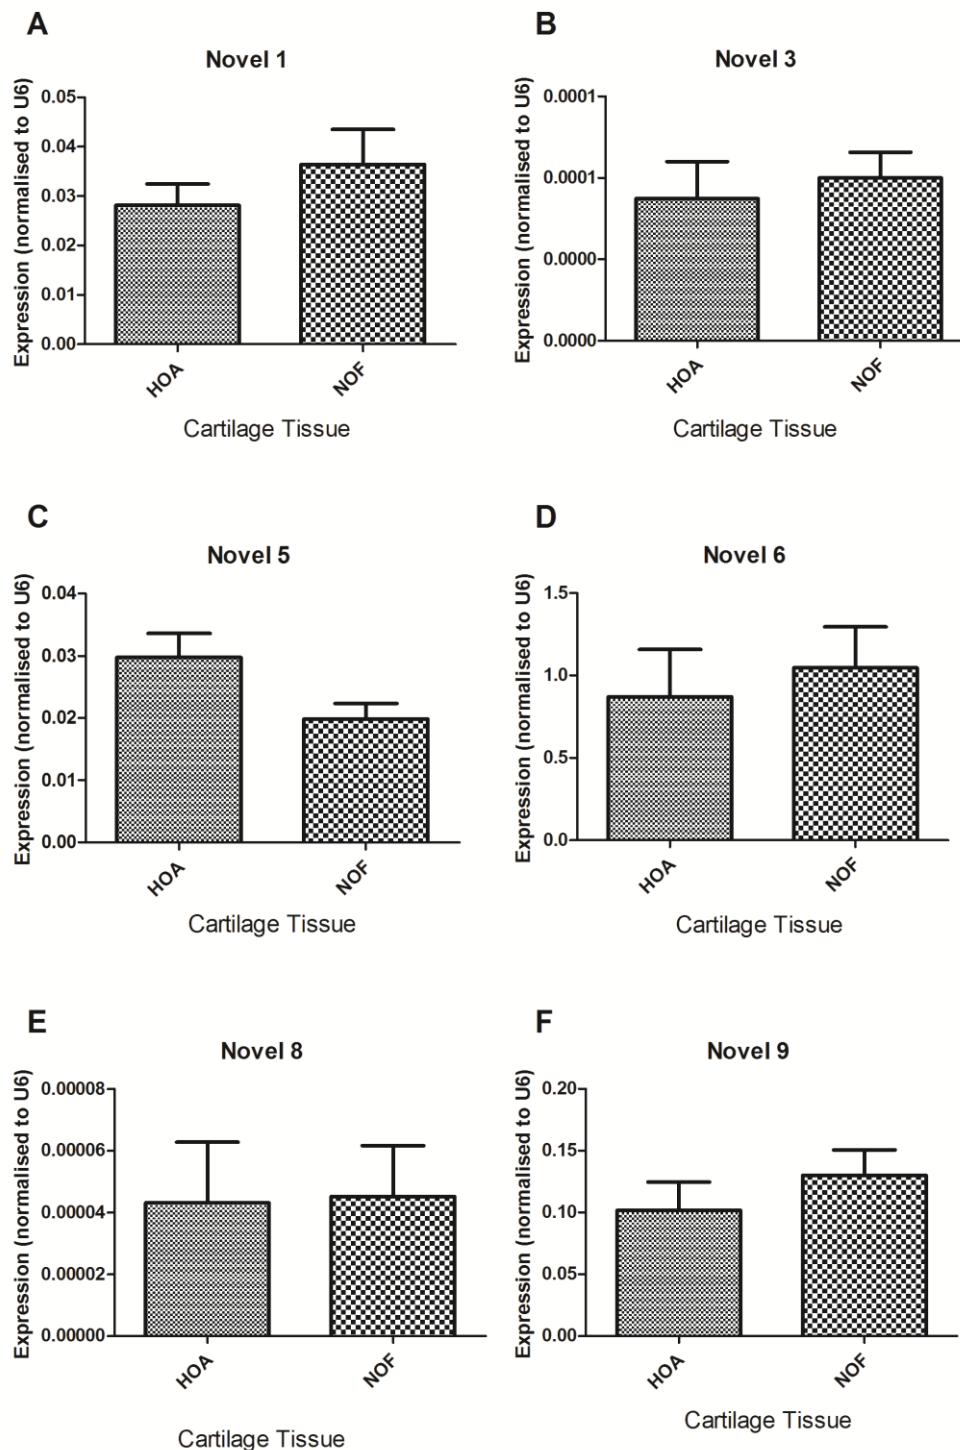 A
Novel 1
Expression (normalised to U6)
0.05
0.04
0.03
0.02
0.01
0.00
HOA
NOF
Cartilage Tissue
B
Novel 3
Expression (normalised to U6)
0.0001
0.0001
0.0000
0.0000
HOA
NOF
Cartilage Tissue
C
Novel 5
Expression (normalised to U6)
0.04
0.03
0.02
0.01
0.00
HOA
NOF
Cartilage Tissue
D
Novel 6
Expression (normalised to U6)
1.5
1.0
0.5
0.0
HOA
NOF
Cartilage Tissue
E
Novel 8
Expression (normalised to U6)
0.00008
0.00006
0.00004
0.00002
0.00000
HOA
NOF
Cartilage Tissue
F
Novel 9
Expression (normalised to U6)
0.20
0.15
0.10
0.05
0.00
HOA
NOF
Cartilage Tissue